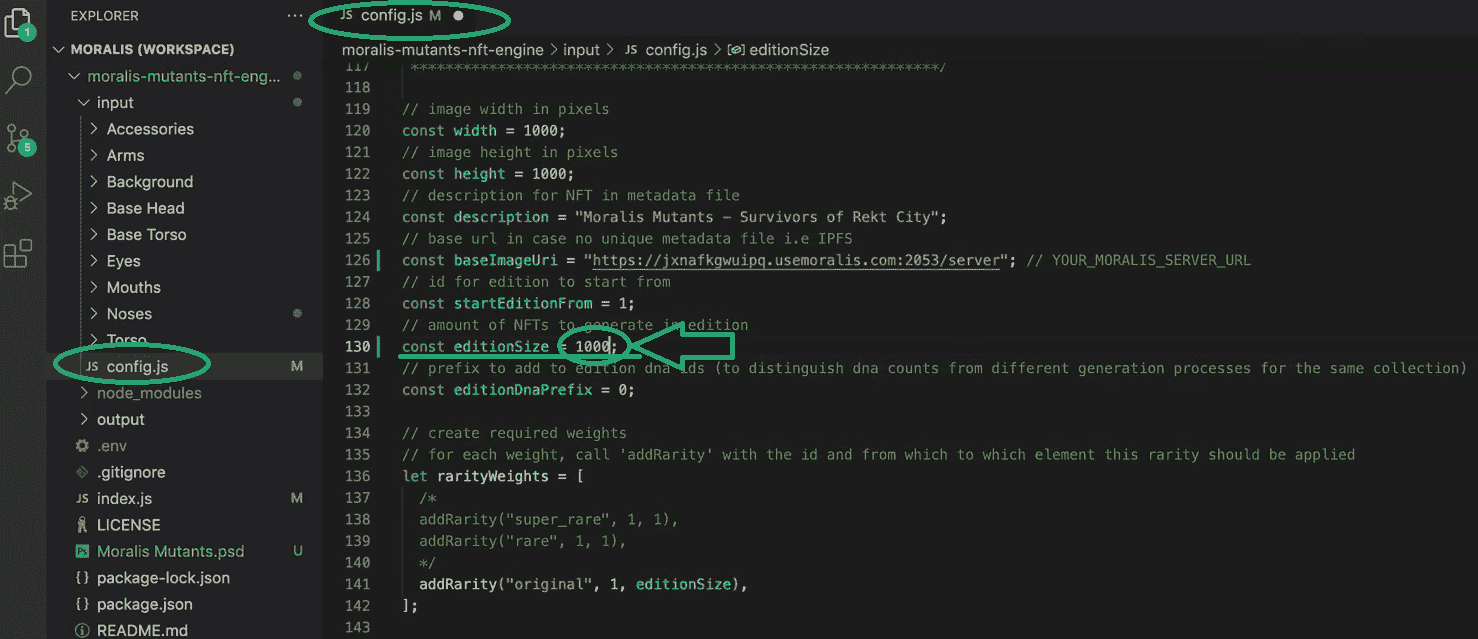 EXPLORER
MORALIS (WORKSPACE)
moralis-mutants-nft-eng...
input
Accessories
Arms
Background
Base Head
Base Torso
Eyes
Mouths
Noses
Torso
JS config.js M
node_modules
output
.env
.gitignore
JS index.js M
LICENSE
Ps Moralis Mutants.psd U
{} package-lock.json
{} package.json
README.md
1
5
JS config.js M
moralis-mutants-nft-engine > input > JS config.js > editionSize
117 ************************************************************/
118
119 // image width in pixels
120 const width = 1000;
121 // image height in pixels
122 const height = 1000;
123 // description for NFT in metadata file
124 const description = "Moralis Mutants - Survivors of Rekt City";
125 // base url in case no unique metadata file i.e IPFS
126 const baseImageUri = "https://jxnafkgwuipq.usemoralis.com:2053/server"; // YOUR_MORALIS_SERVER_URL
127 // id for edition to start from
128 const startEditionFrom = 1;
129 // amount of NFTs to generate in edition
130 const editionSize = 1000;
131 // prefix to add to edition dna ids (to distinguish dna counts from different generation processes for the same collection)
132 const editionDnaPrefix = 0;
133
134 // create required weights
135 // for each weight, call 'addRarity' with the id and from which to which element this rarity should be applied
136 let rarityWeights = [
137 /*
138 addRarity("super_rare", 1, 1),
139 addRarity("rare", 1, 1),
140 */
141 addRarity("original", 1, editionSize),
142 ];
143